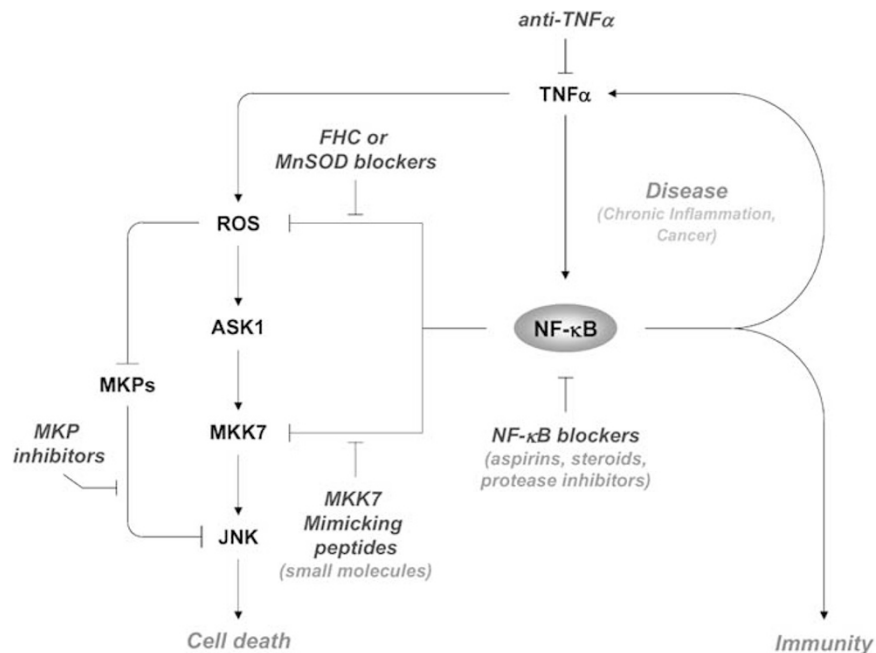 anti-TNFα
TNFα
FHC or
MnSOD blockers
Disease
(Chronic Inflammation,
Cancer)
ROS
ASK1
NF-κB
MKPs
MKK7
MKP
inhibitors
NF-κB blockers
(aspirins, steroids,
protease inhibitors)
MKK7
Mimicking
peptides
(small molecules)
JNK
Cell death
Immunity